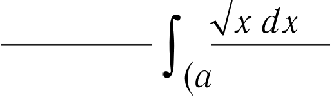 ∫ √x dx
(a